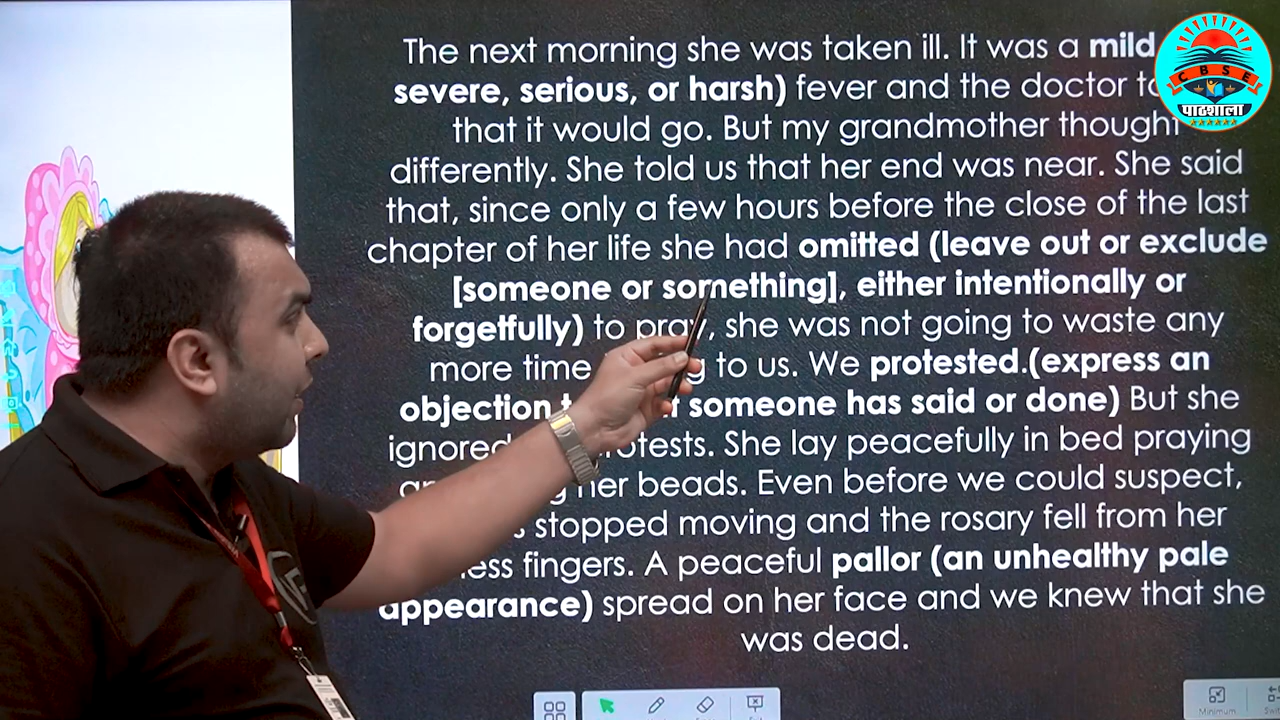 The next morning she was taken ill. It was a mild
severe, serious, or harsh) fever and the doctor
that it would go. But my grandmother thought
differently. She told us that her end was near. She said
that, since only a few hours before the close of the last
chapter of her life she had omitted (leave out or exclude
[someone or something], either intentionally or
forgetfully) to pray, she was not going to waste any
more time to us. We protested.(express an
objection someone has said or done) But she
ignored protests. She lay peacefully in bed praying
her beads. Even before we could suspect,
stopped moving and the rosary fell from her
fingers. A peaceful pallor (an unhealthy pale
appearance) spread on her face and we knew that she
was dead.
CBSE
पाठशाला
Minimum